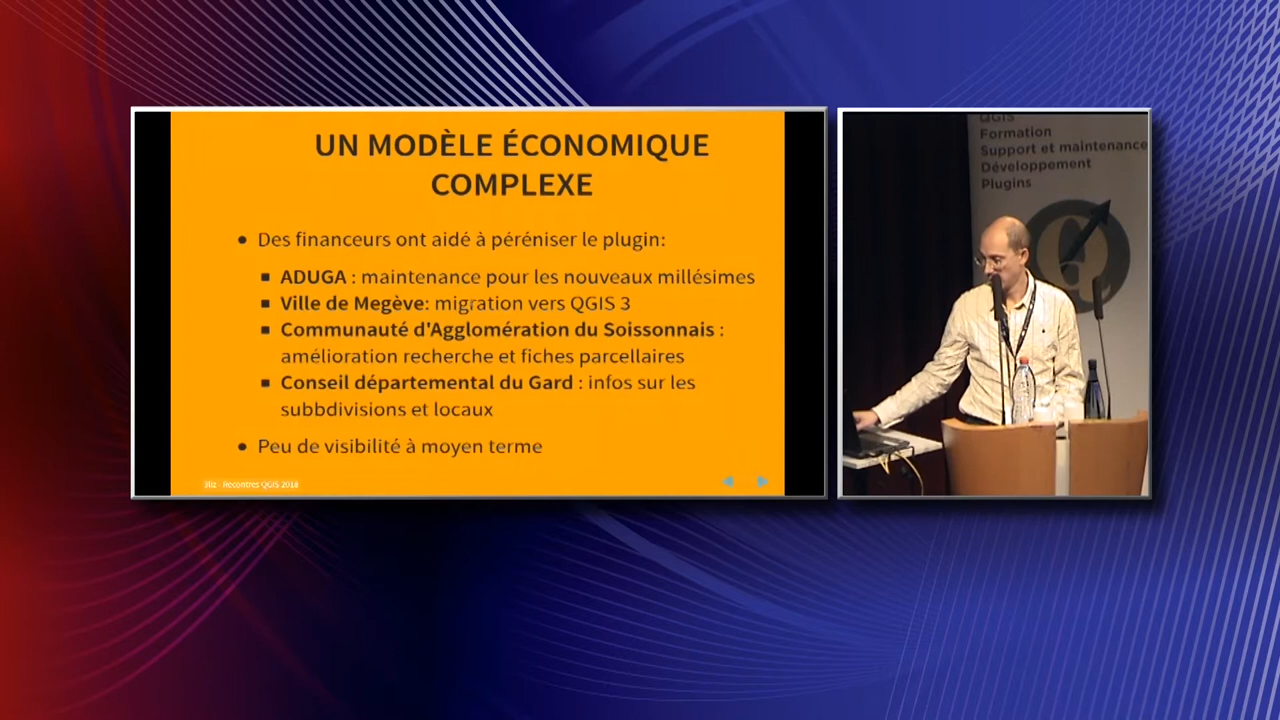 UN MODÈLE ÉCONOMIQUE
COMPLEXE
• Des financeurs ont aidé à péréniser le plugin:
▪ ADUGA : maintenance pour les nouveaux millésimes
▪ Ville de Megève: migration vers QGIS 3
▪ Communauté d'Agglomération du Soissonnais :
amélioration recherche et fiches parcellaires
▪ Conseil départemental du Gard : infos sur les
subbdivisions et locaux
• Peu de visibilité à moyen terme
3liz - Recontres QGIS 2018
QGIS
Formation
Support et maintenance
Développement
Plugins